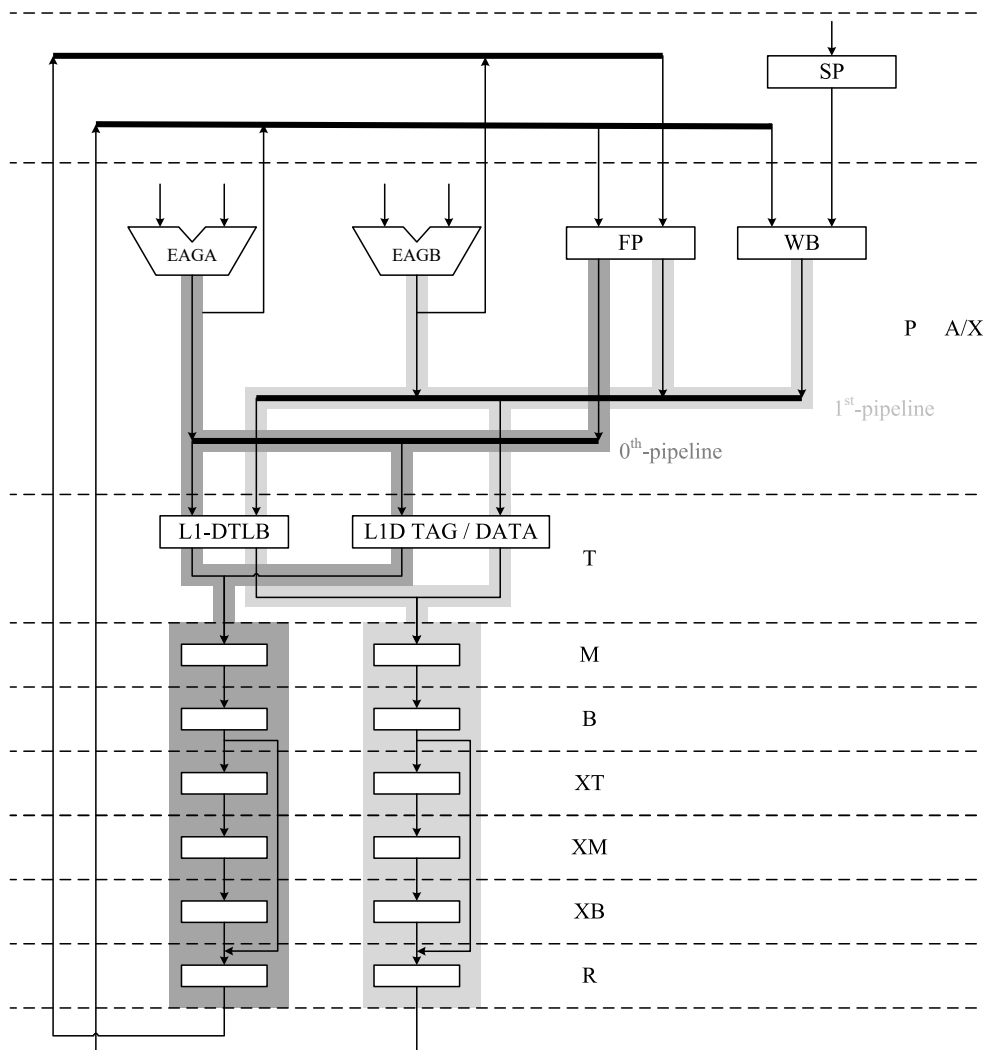 SP
EAGA
EAGB
FP
WB
P A/X
1st-pipeline
0th-pipeline
L1-DTLB
L1D TAG / DATA
T
M
B
XT
XM
XB
R